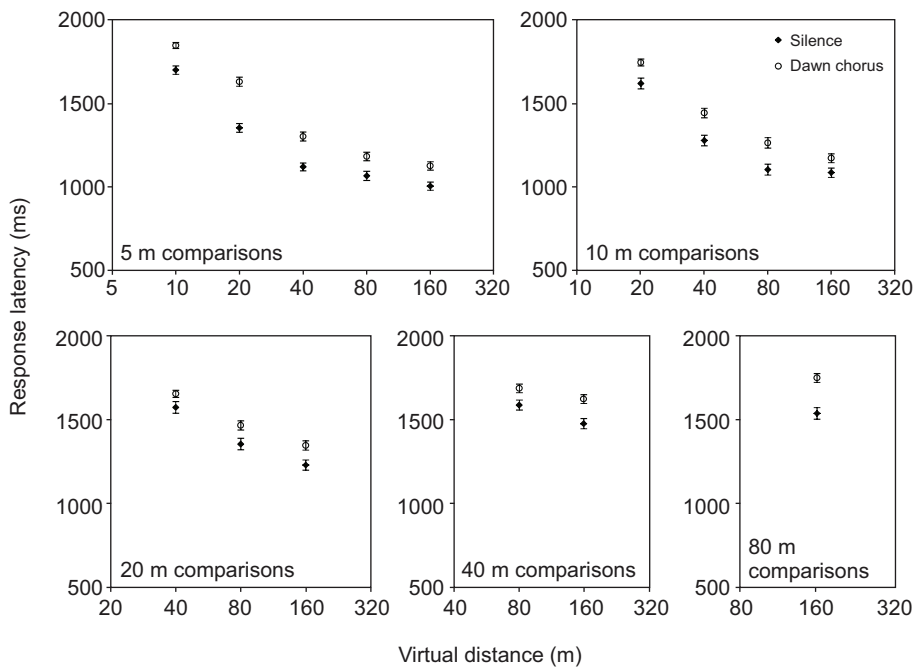 Response latency (ms)
2000
1500
1000
500
5 m comparisons
5 10 20 40 80 160 320
2000
1500
1000
500
Silence
Dawn chorus
10 m comparisons
10 20 40 80 160 320
2000
1500
1000
500
20 m comparisons
20 40 80 160 320
2000
1500
1000
500
40 m comparisons
40 80 160 320
2000
1500
1000
500
80 m
comparisons
80 160 320
Virtual distance (m)